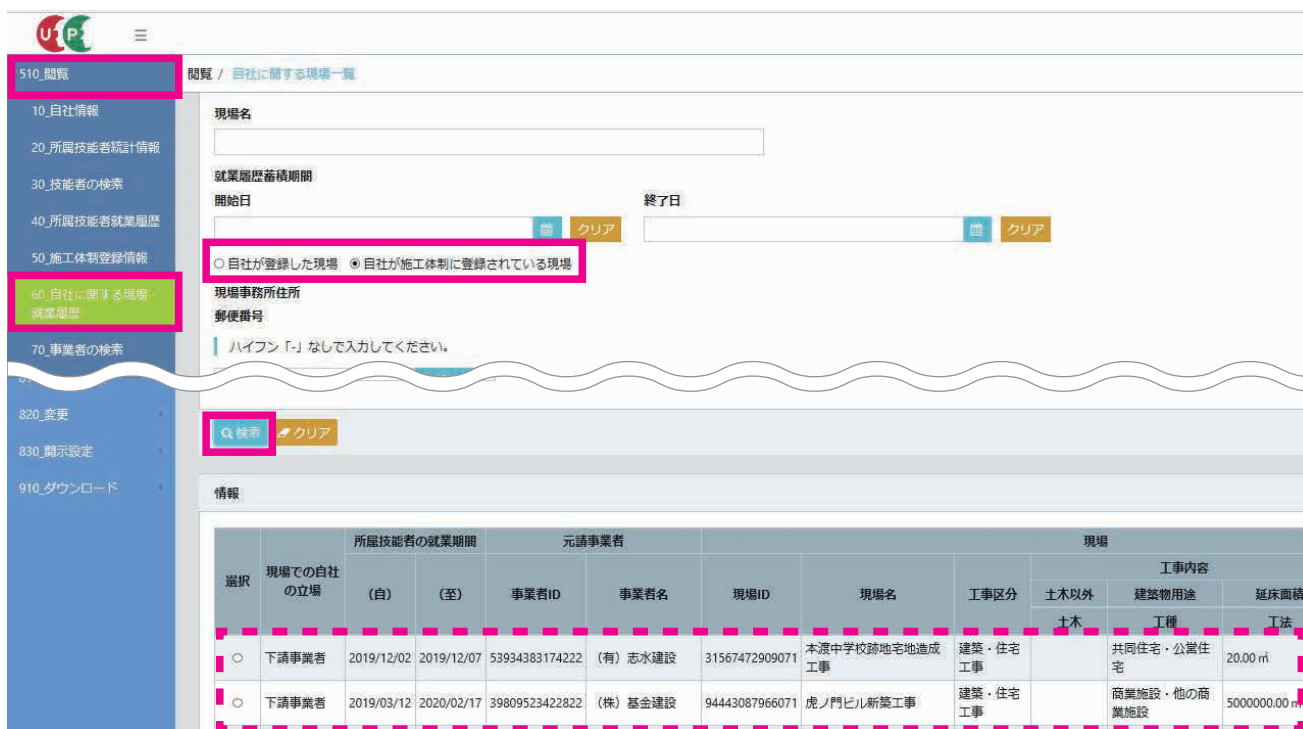 U P
510_閲覧
閲覧 / 自社に関する現場一覧
10_自社情報
20_所属技能者統計情報
30_技能者の検索
40_所属技能者就業履歴
50_施工体制登録情報
60_自社に関する現場・
就業履歴
70_事業者の検索
820_変更
830_開示設定
910_ダウンロード
現場名
就業履歴蓄積期間
開始日 終了日
クリア クリア
自社が登録した現場 自社が施工体制に登録されている現場
現場事務所住所
郵便番号
ハイフン「-」なしで入力してください。
検索 クリア
情報
所属技能者の就業期間 元請事業者 現場
選択 現場での自社の立場 (自) (至) 事業者ID 事業者名 現場ID 現場名 工事区分 工事内容
土木以外 建築物用途 延床面積
土木 工種 工法
下請事業者 2019/12/02 2019/12/07 53934383174222 (有)志水建設 31567472909071 本渡中学校跡地宅地造成工事 建築・住宅工事 共同住宅・公営住宅 20.00㎡
下請事業者 2019/03/12 2020/02/17 39809523422822 (株)基金建設 94443087966071 虎ノ門ビル新築工事 建築・住宅工事 商業施設・他の商業施設 5000000.00